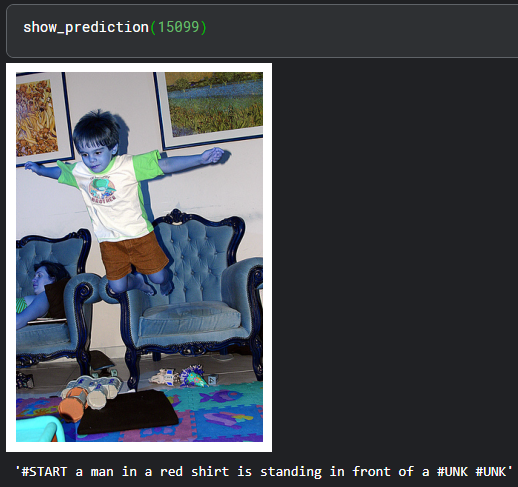 show_prediction(15099)
'#START a man in a red shirt is standing in front of a #UNK #UNK'